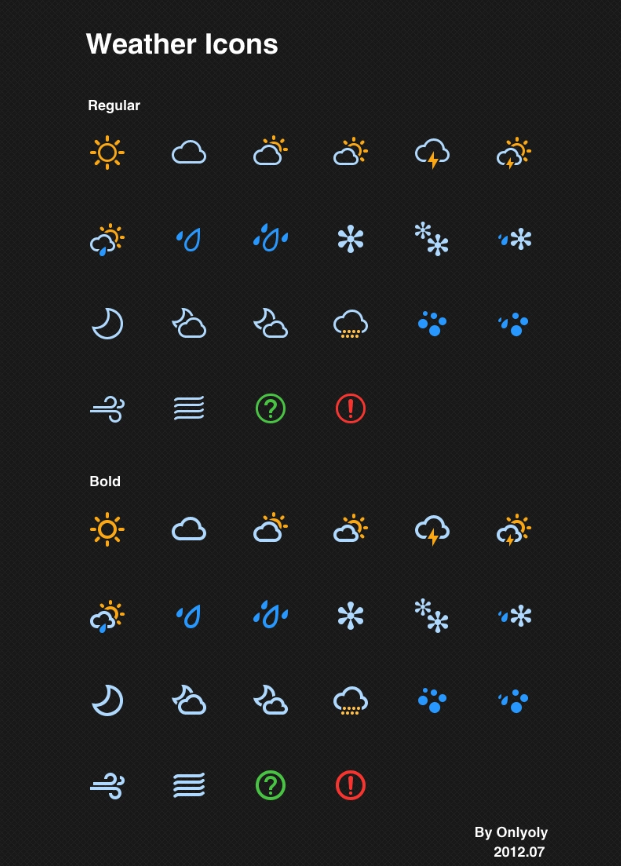 Weather Icons
Regular
?
!
Bold
?
!
By Onlyoly
2012.07